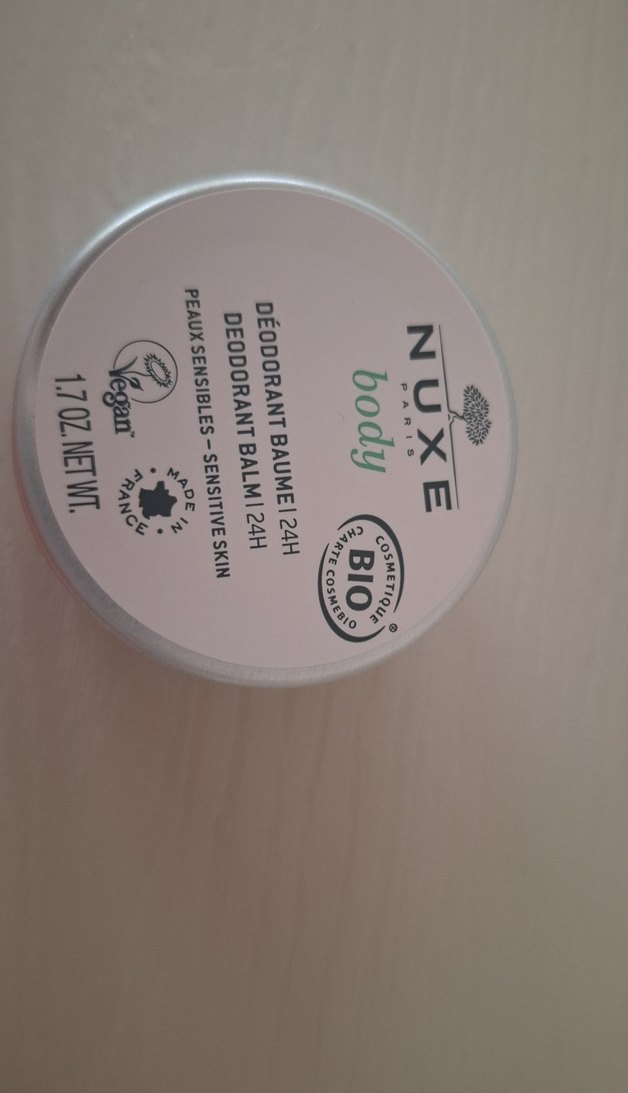 NUXE
PARIS
body
COSMETIQUE
BIO
®
CHARTE COSMEBIO
DÉODORANT BAUME | 24H
DEODORANT BALM | 24H
PEAUX SENSIBLES – SENSITIVE SKIN
Vegan™
MADE IN
FRANCE
1.7 OZ. NET WT.